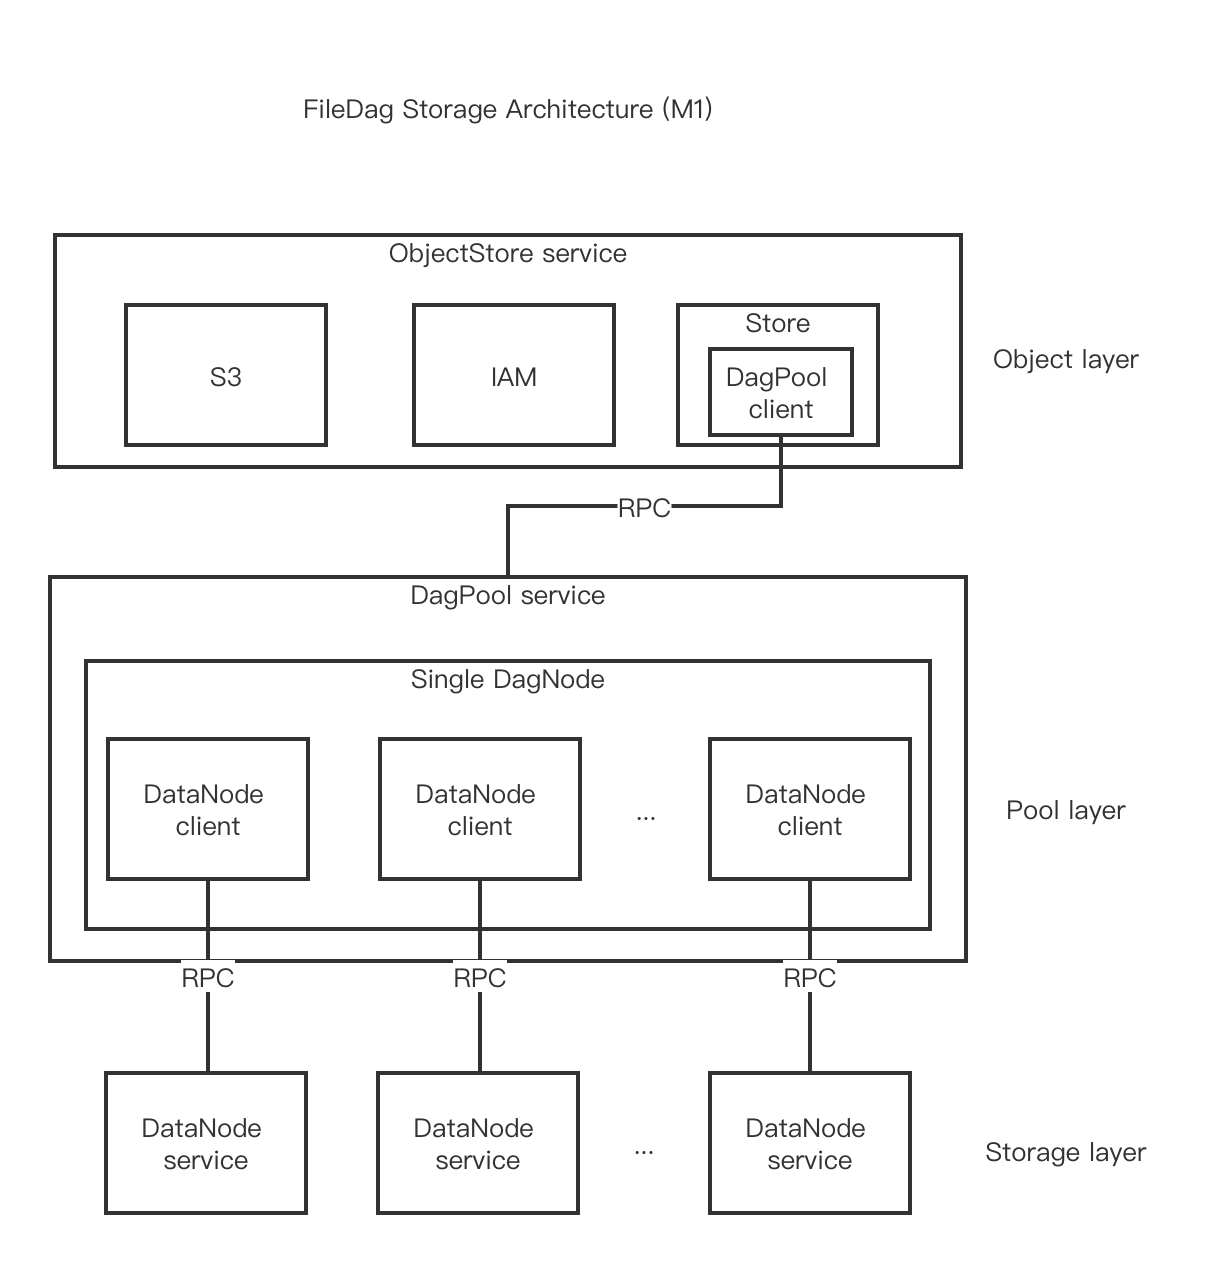 FileDag Storage Architecture (M1)
ObjectStore service
S3
IAM
Store
DagPool
client
Object layer
RPC
DagPool service
Single DagNode
DataNode
client
DataNode
client
...
DataNode
client
Pool layer
RPC
RPC
RPC
DataNode
service
DataNode
service
...
DataNode
service
Storage layer